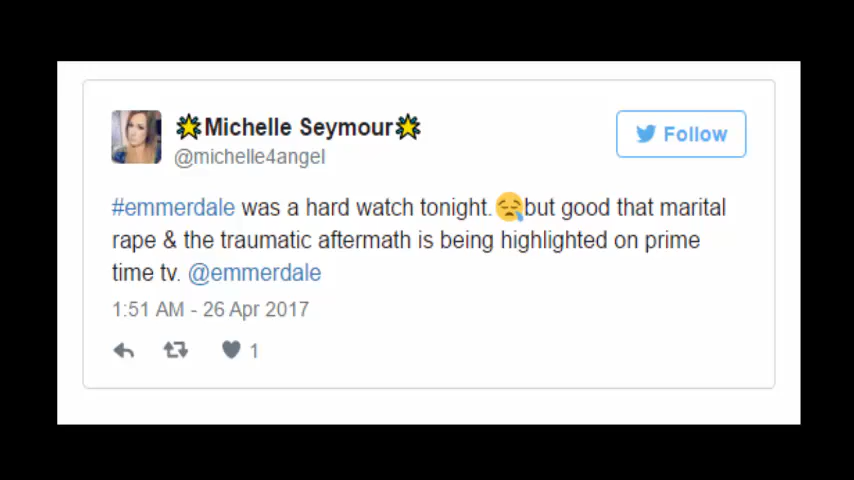 🌟Michelle Seymour🌟
Follow
@michelle4angel
#emmerdale was a hard watch tonight.😪but good that marital
rape & the traumatic aftermath is being highlighted on prime
time tv. @emmerdale
1:51 AM - 26 Apr 2017
1